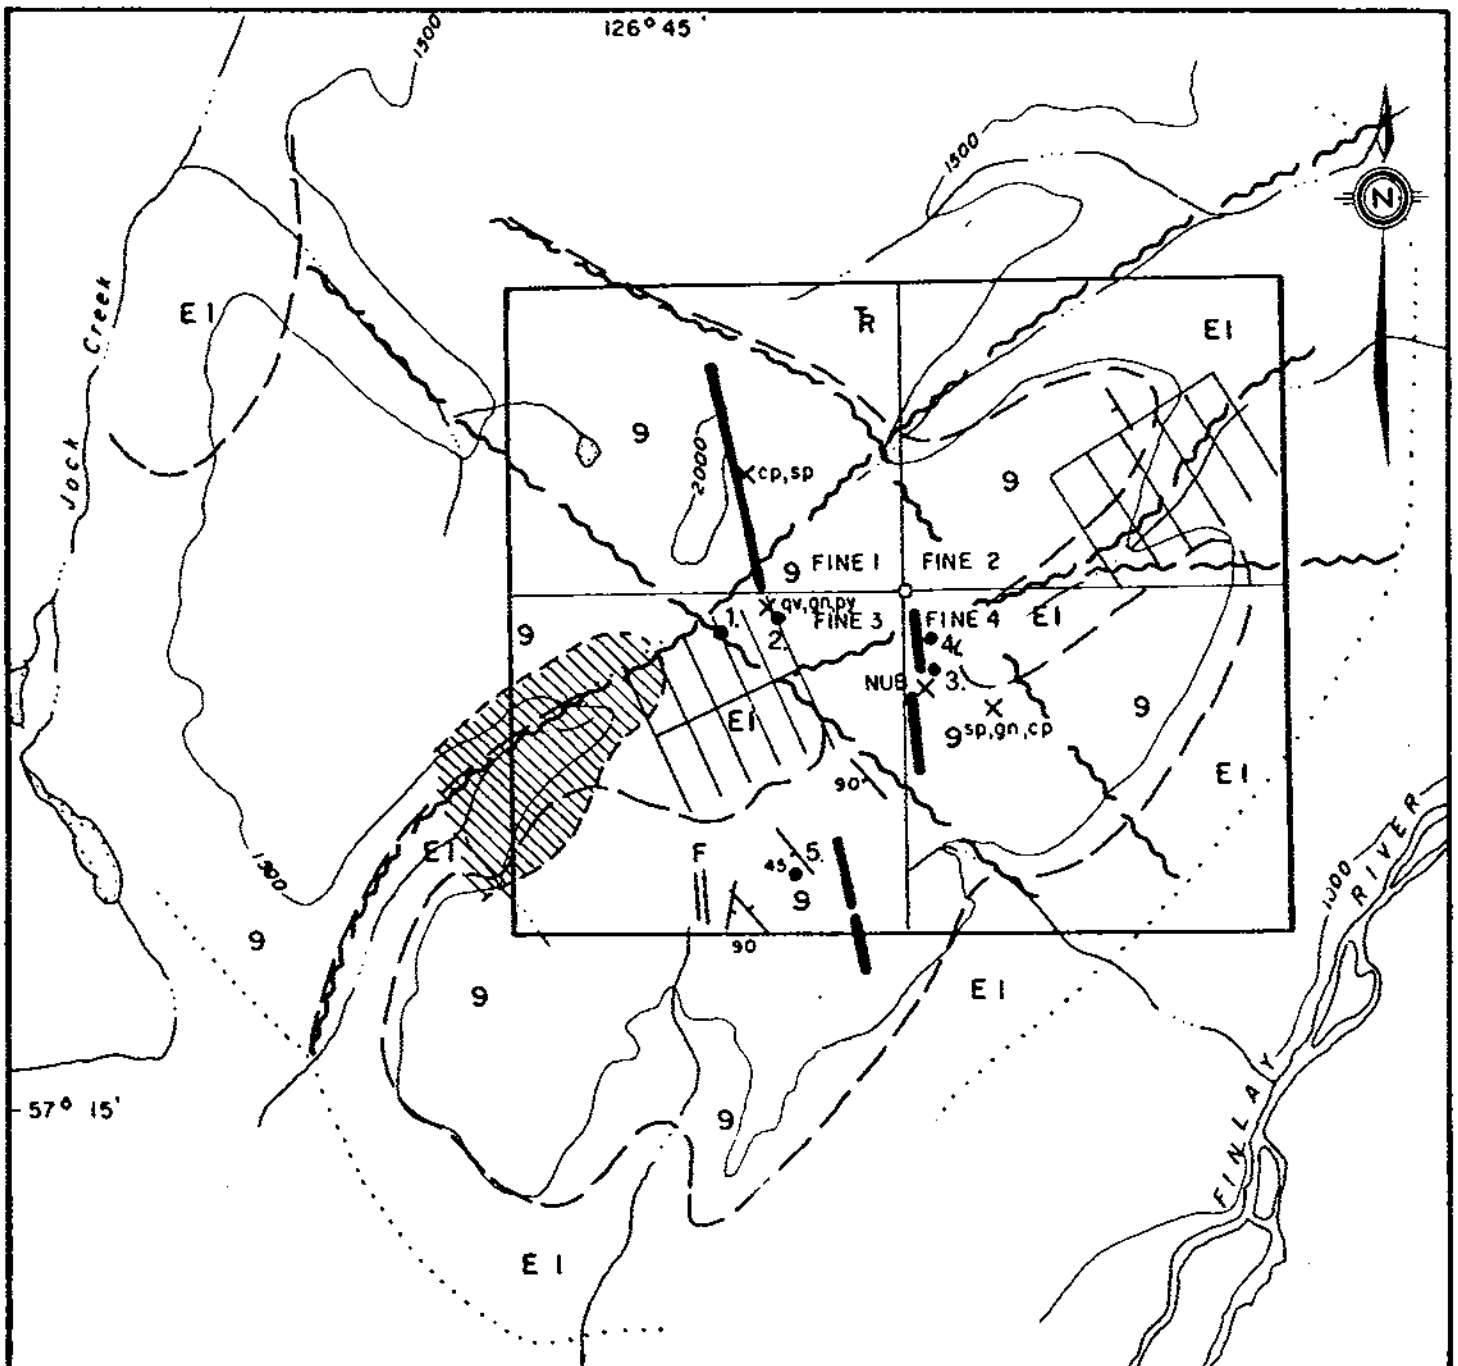 126° 45'
1500
1500
N
Jock Creek
E1
TR
E1
9
2000
cp,sp
9
9
FINE 1
FINE 2
qv,gn,py
1.
2.
FINE 3
FINE 4
E1
9
4.
NUB
3.
E1
9
9
sp,gn,cp
E1
90
F
5.
45
E1
1500
9
90
9
9
E1
1000
FINLAY RIVER
57° 15'
9
E1